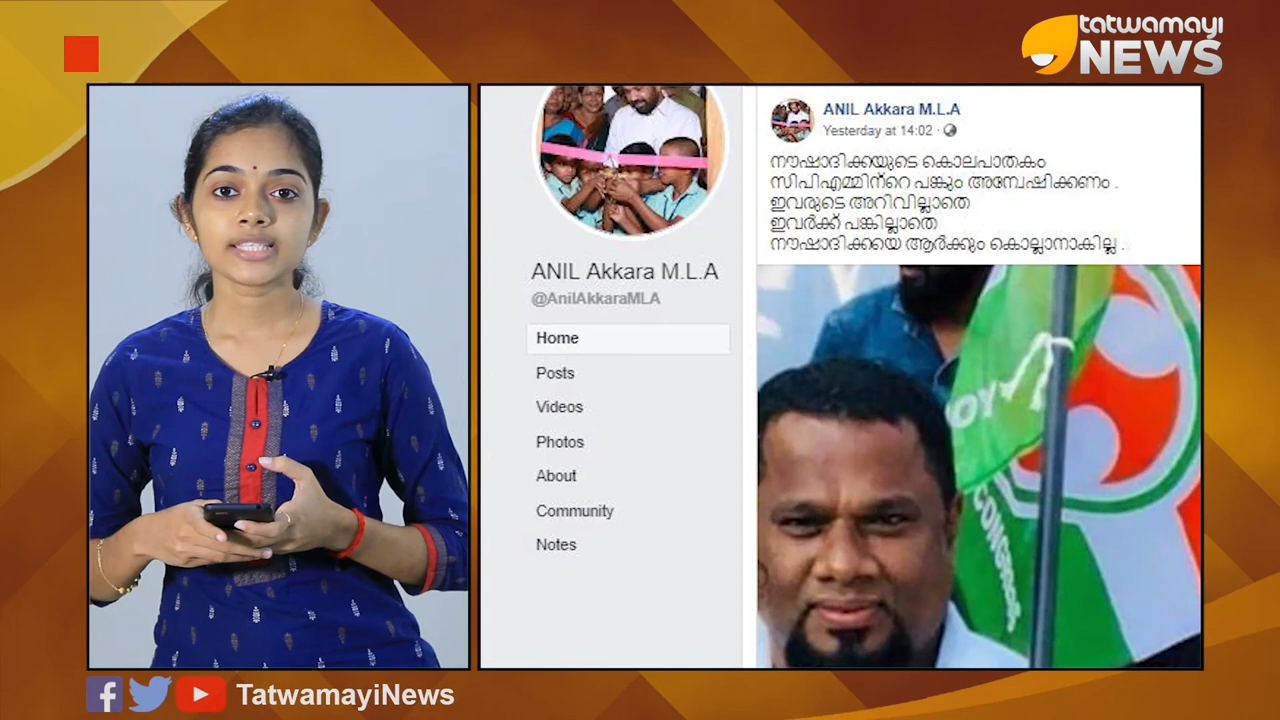 tatwamayi
NEWS
ANIL Akkara M.L.A
Yesterday at 14:02 ·
നൗഷാദിക്കയുടെ കൊലപാതകം
സിപിഎമ്മിന്റെ പങ്കും അമ്പേഷിക്കണം .
ഇവരുടെ അറിവില്ലാതെ
ഇവർക്ക് പങ്കില്ലാതെ
നൗഷാദിക്കയെ ആർക്കും കൊല്ലാനാകില്ല .
ANIL Akkara M.L.A
@AnilAkkaraMLA
Home
Posts
Videos
Photos
About
Community
Notes
TatwamayiNews